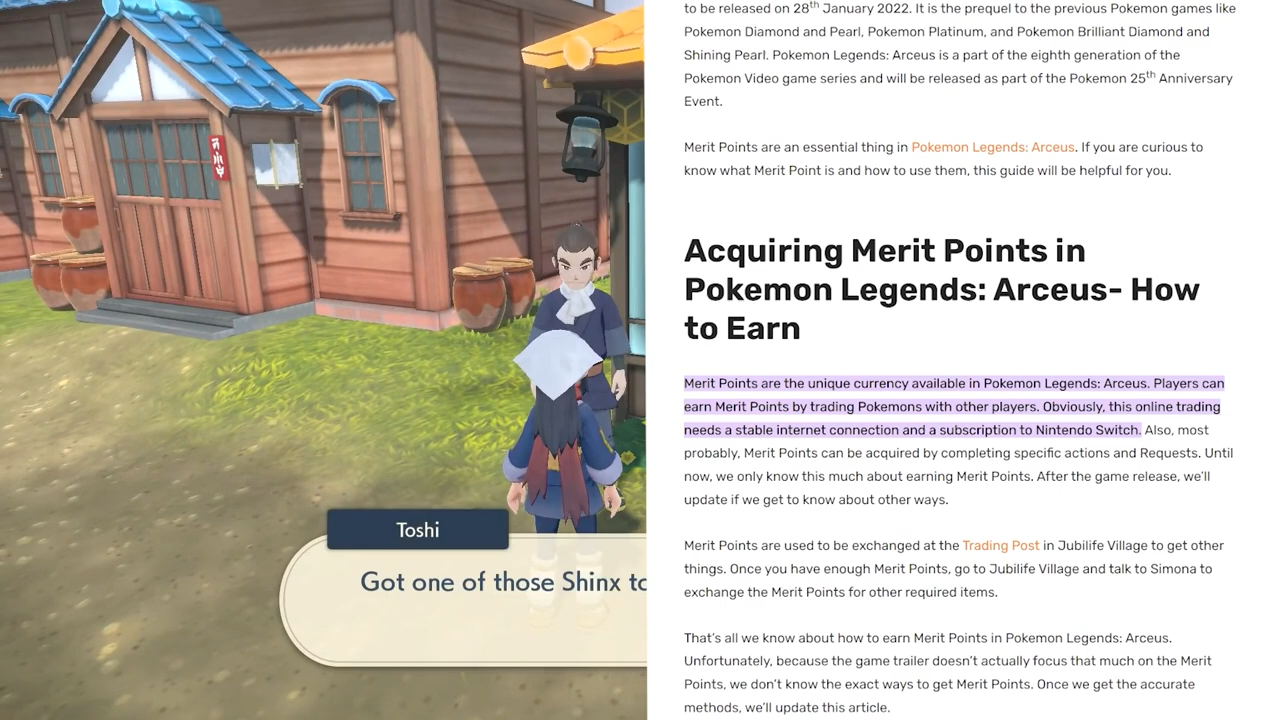 Toshi
Got one of those Shinx to
to be released on 28th January 2022. It is the prequel to the previous Pokemon games like
Pokemon Diamond and Pearl, Pokemon Platinum, and Pokemon Brilliant Diamond and
Shining Pearl. Pokemon Legends: Arceus is a part of the eighth generation of the
Pokemon Video game series and will be released as part of the Pokemon 25th Anniversary
Event.
Merit Points are an essential thing in Pokemon Legends: Arceus. If you are curious to
know what Merit Point is and how to use them, this guide will be helpful for you.
Acquiring Merit Points in
Pokemon Legends: Arceus- How
to Earn
Merit Points are the unique currency available in Pokemon Legends: Arceus. Players can
earn Merit Points by trading Pokemons with other players. Obviously, this online trading
needs a stable internet connection and a subscription to Nintendo Switch. Also, most
probably, Merit Points can be acquired by completing specific actions and Requests. Until
now, we only know this much about earning Merit Points. After the game release, we’ll
update if we get to know about other ways.
Merit Points are used to be exchanged at the Trading Post in Jubilife Village to get other
things. Once you have enough Merit Points, go to Jubilife Village and talk to Simona to
exchange the Merit Points for other required items.
That’s all we know about how to earn Merit Points in Pokemon Legends: Arceus.
Unfortunately, because the game trailer doesn’t actually focus that much on the Merit
Points, we don’t know the exact ways to get Merit Points. Once we get the accurate
methods, we’ll update this article.